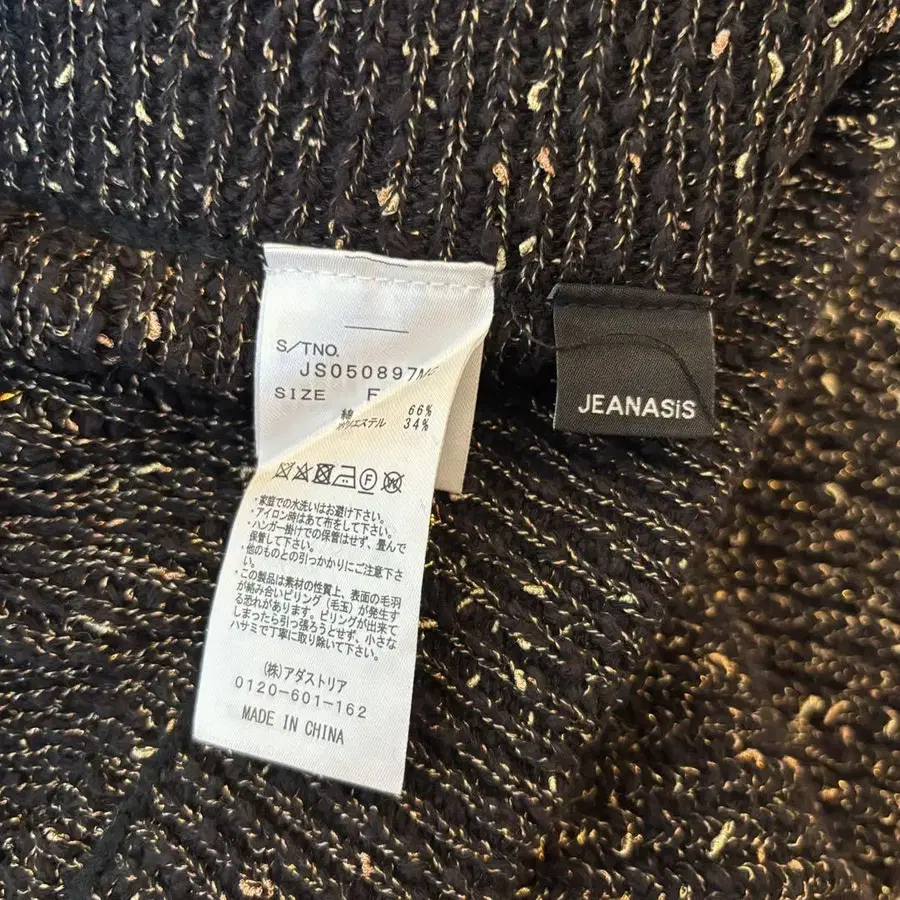 S/TNO.
JS050897
SIZE F
綿 66%
ポリエステル 34%
・家庭での水洗いはお避け下さい。
・アイロン時はあて布をして下さい。
・ハンガー掛けでの保管はせず、畳んで
保管して下さい。
・他のものとの引っかかりにご注意下さ
い。
・この製品は素材の性質上、表面の毛羽
が絡み合いピリング（毛玉）が発生す
る恐れがあります。ピリングが出来て
しまったら引っ張ろうとせず、小さな
ハサミで丁寧に取り除いて下さい。
(株)アダストリア
0120-601-162
MADE IN CHINA
JEANASiS